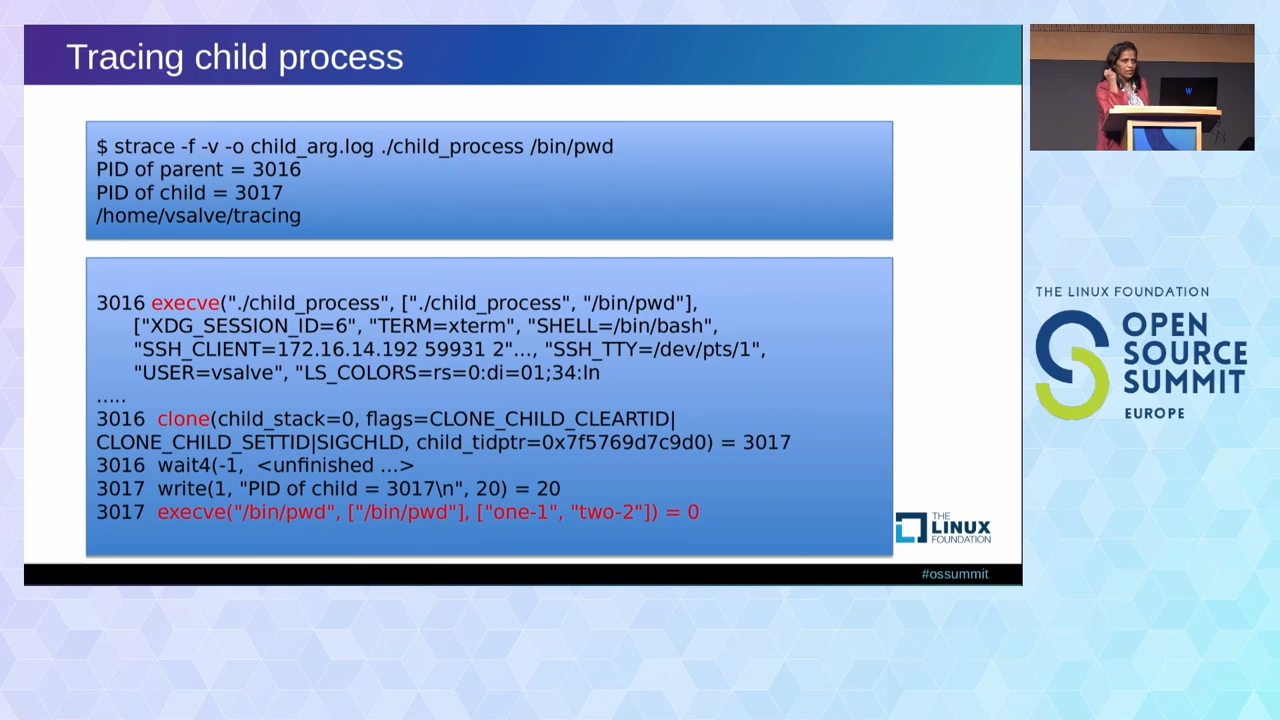 Tracing child process
$ strace -f -v -o child_arg.log ./child_process /bin/pwd
PID of parent = 3016
PID of child = 3017
/home/vsalve/tracing
3016 execve("./child_process", ["./child_process", "/bin/pwd"],
["XDG_SESSION_ID=6", "TERM=xterm", "SHELL=/bin/bash",
"SSH_CLIENT=172.16.14.192 59931 2"..., "SSH_TTY=/dev/pts/1",
"USER=vsalve", "LS_COLORS=rs=0:di=01;34:ln
.....
3016 clone(child_stack=0, flags=CLONE_CHILD_CLEARTID|
CLONE_CHILD_SETTID|SIGCHLD, child_tidptr=0x7f5769d7c9d0) = 3017
3016 wait4(-1, <unfinished ...>
3017 write(1, "PID of child = 3017\n", 20) = 20
3017 execve("/bin/pwd", ["/bin/pwd"], ["one-1", "two-2"]) = 0
THE
LINUX
FOUNDATION
#ossummit
THE LINUX FOUNDATION
OPEN
SOURCE
SUMMIT
EUROPE